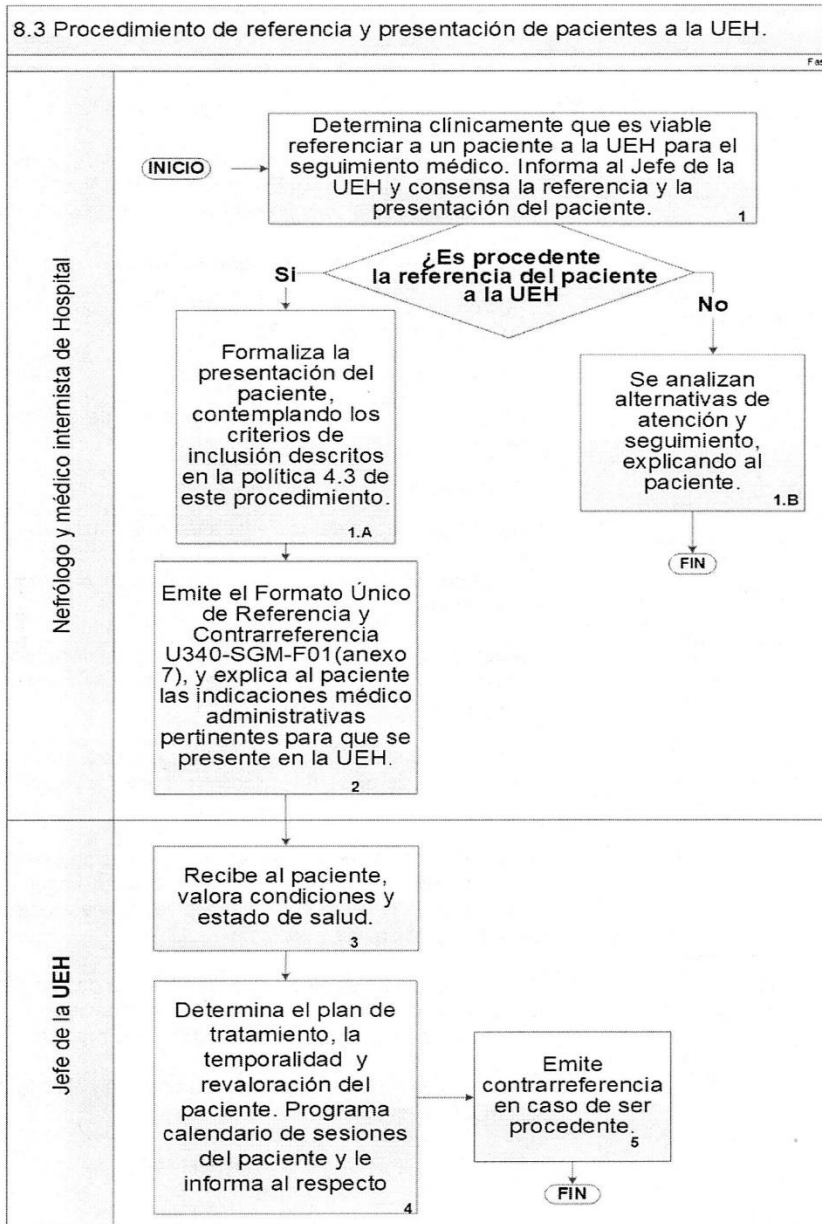 8.3 Procedimiento de referencia y presentación de pacientes a la UEH.
Fas
Nefrólogo y médico internista de Hospital
INICIO
Determina clínicamente que es viable
referenciar a un paciente a la UEH para el
seguimiento médico. Informa al Jefe de la
UEH y consensa la referencia y la
presentación del paciente.
1
¿Es procedente
la referencia del paciente
a la UEH
Si
No
Formaliza la
presentación del
paciente,
contemplando los
criterios de
inclusión descritos
en la política 4.3 de
este procedimiento.
1.A
Se analizan
alternativas de
atención y
seguimiento,
explicando al
paciente.
1.B
FIN
Emite el Formato Único
de Referencia y
Contrarreferencia
U340-SGM-F01(anexo
7), y explica al paciente
las indicaciones médico
administrativas
pertinentes para que se
presente en la UEH.
2
Jefe de la UEH
Recibe al paciente,
valora condiciones y
estado de salud.
3
Determina el plan de
tratamiento, la
temporalidad y
revaloración del
paciente. Programa
calendario de sesiones
del paciente y le
informa al respecto
4
Emite
contrarreferencia
en caso de ser
procedente.
5
FIN